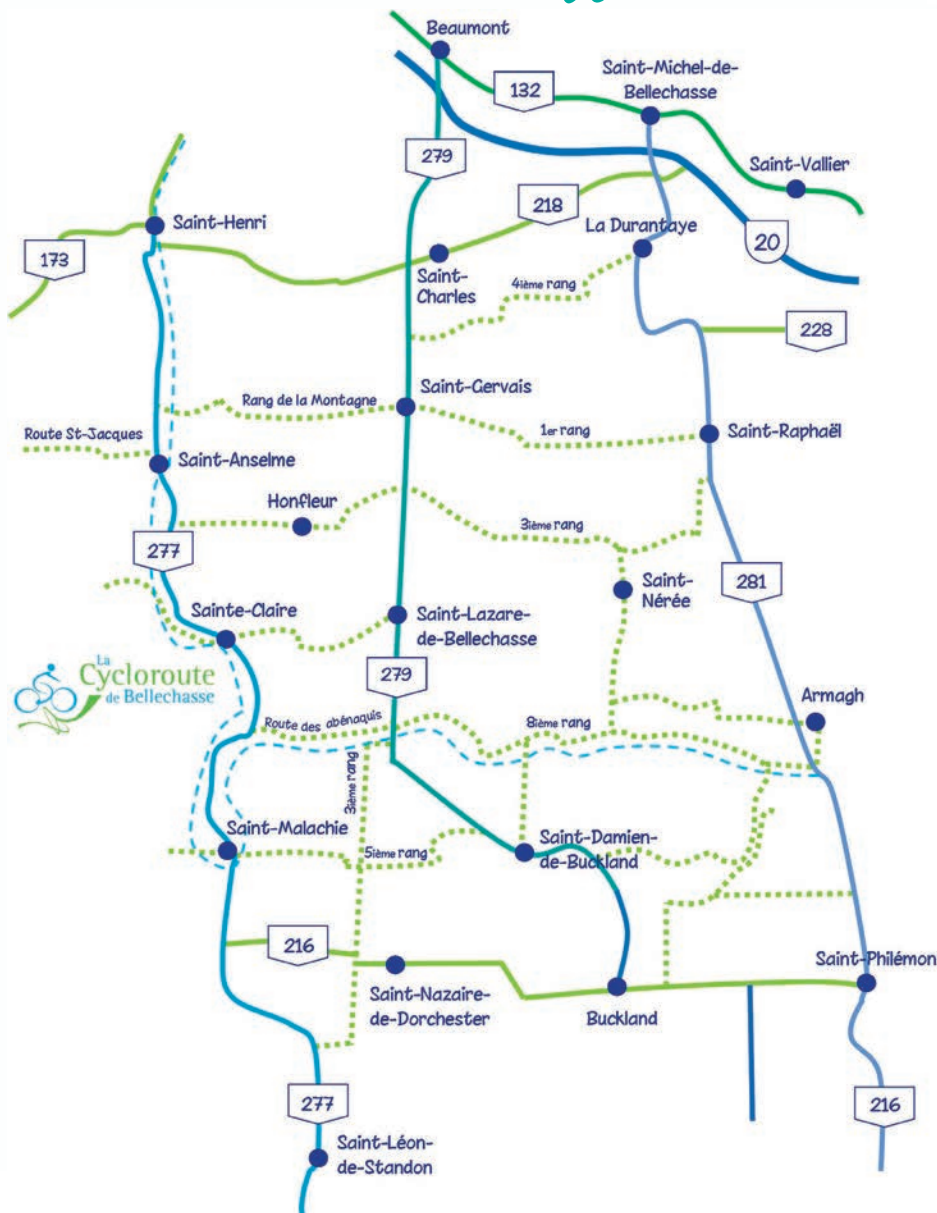 Beaumont
132
Saint-Michel-de-
Bellechasse
279
Saint-Vallier
Saint-Henri
218
La Durantaye
20
173
Saint-
Charles
4ième rang
228
Rang de la Montagne
Saint-Gervais
1er rang
Saint-Raphaël
Route St-Jacques
Saint-Anselme
Honfleur
3ième rang
277
281
Saint-
Nérée
Sainte-Claire
Saint-Lazare-
de-Bellechasse
La
Cycloroute
de Bellechasse
279
Armagh
Route des abénaquis
8ième rang
3ième rang
Saint-Malachie
5ième rang
Saint-Damien-
de-Buckland
216
Saint-Philémon
Saint-Nazaire-
de-Dorchester
Buckland
277
216
Saint-Léon-
de-Standon